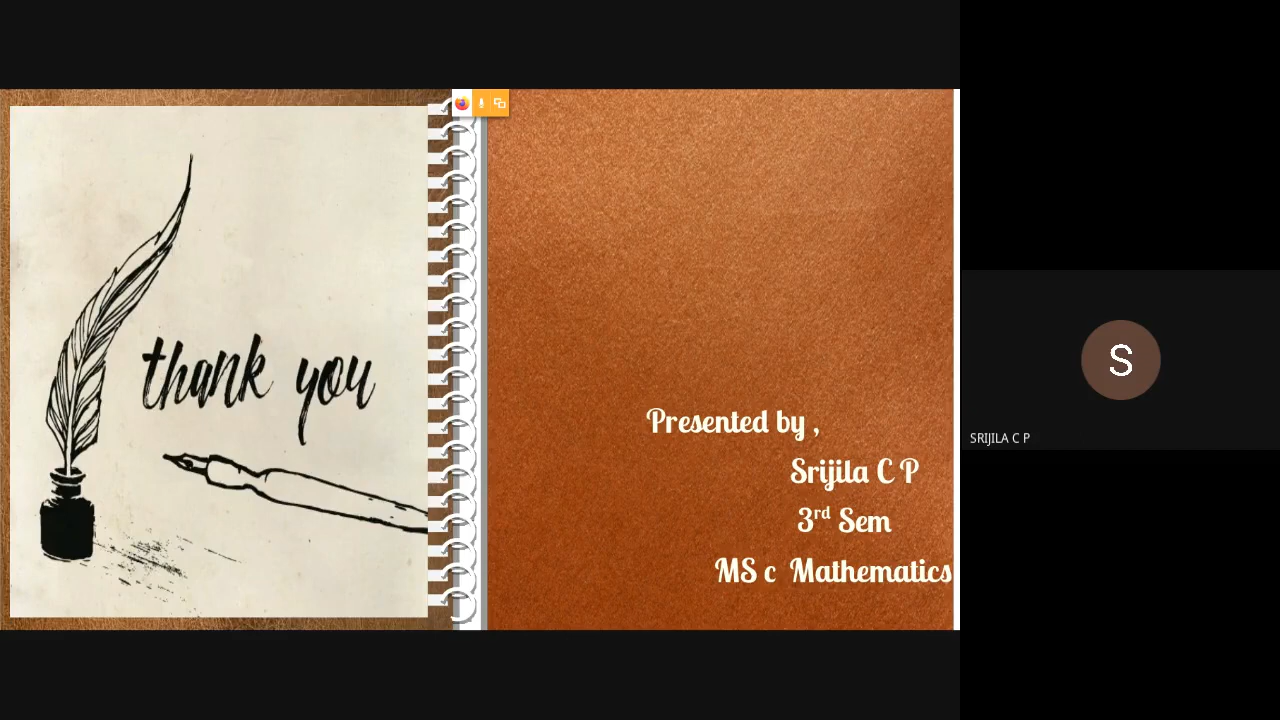 thank you
Presented by ,
Srijila C P
3rd Sem
MS c Mathematics
S
SRIJILA C P